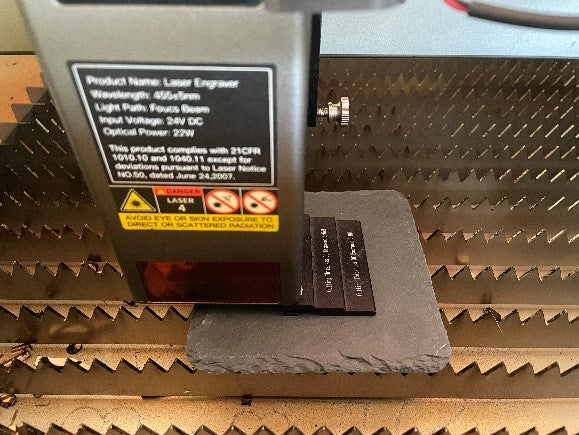 Product Name: Laser Engraver
Wavelength: 455±5nm
Light Path: Foucs Beam
Input Voltage: 24V DC
Optical Power: 22W
This product complies with 21CFR
1010.10 and 1040.11 except for
deviations pursuant to Laser Notice
NO.50, dated June 24,2007.
DANGER
LASER
4
AVOID EYE OR SKIN EXPOSURE TO
DIRECT OR SCATTERED RADIATION